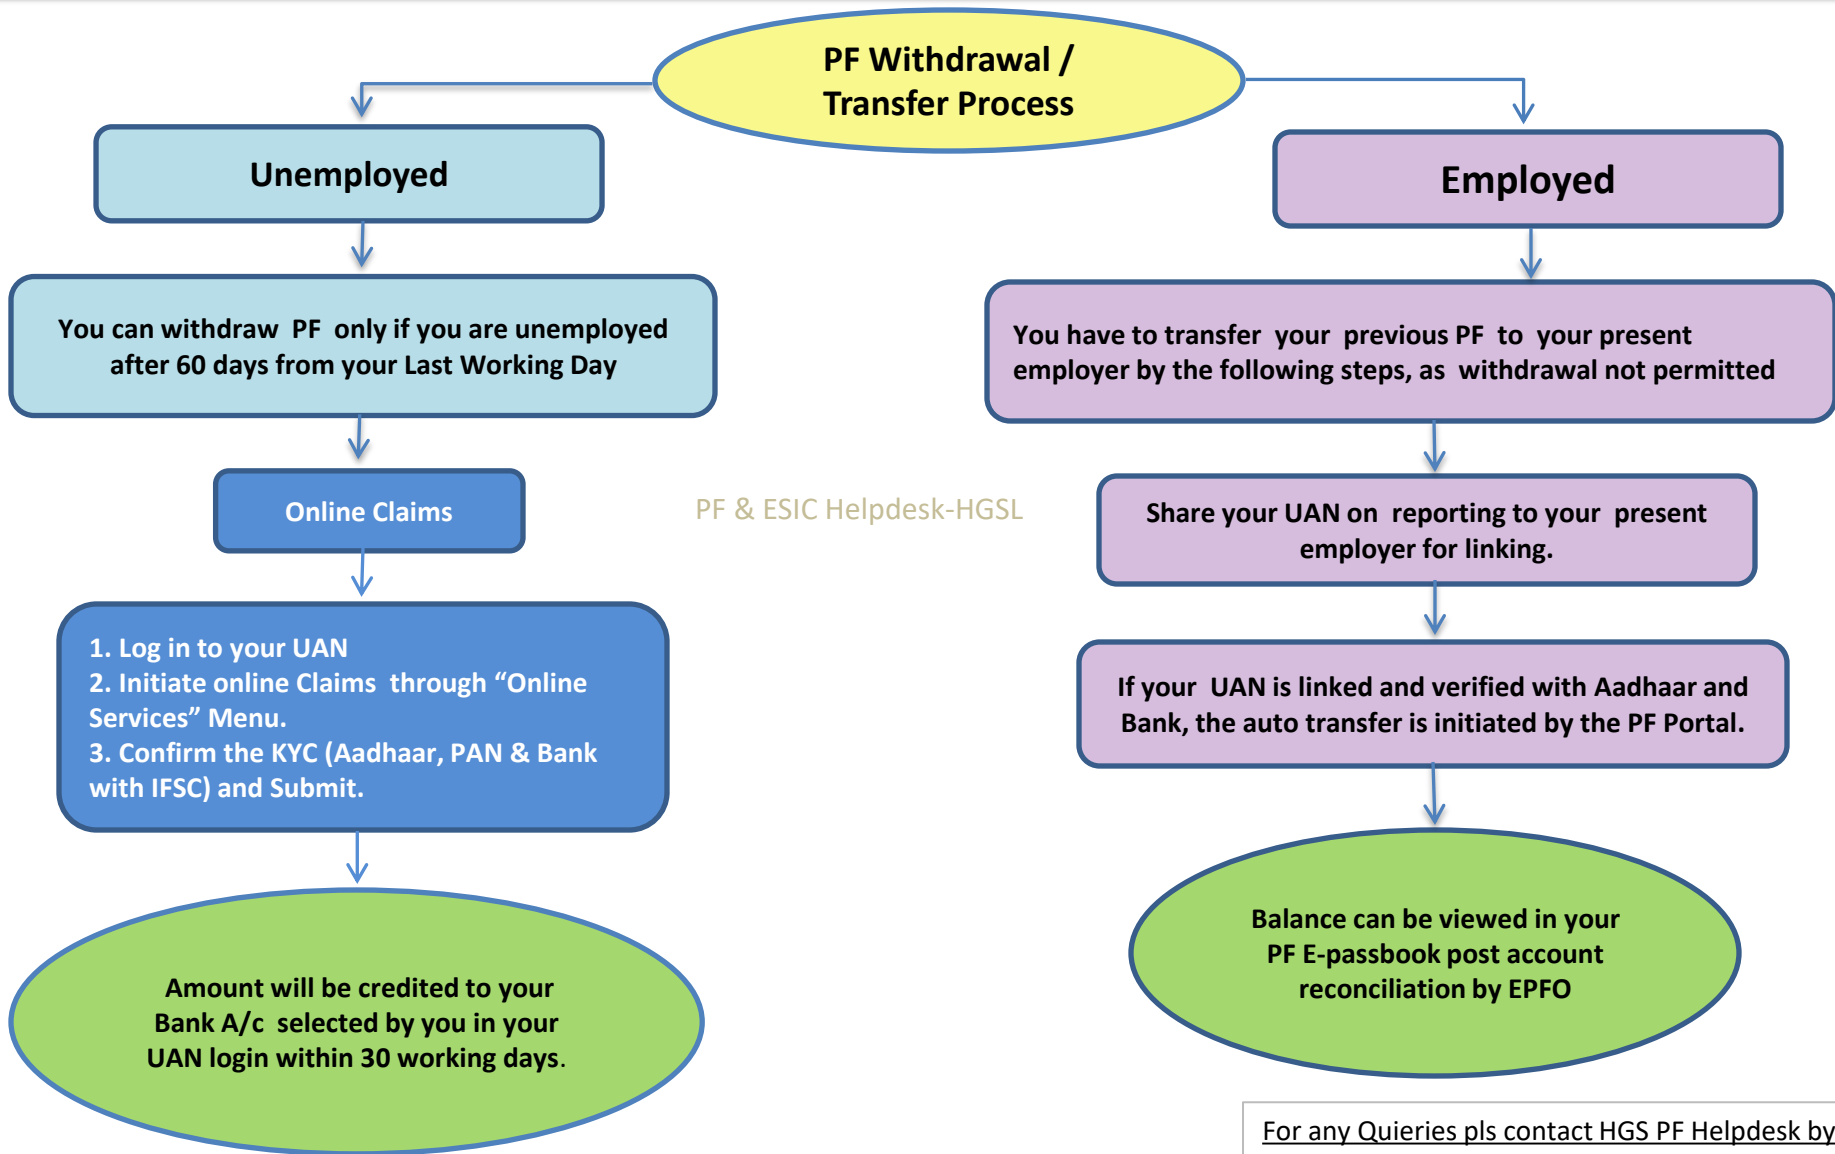 PF Withdrawal /
Transfer Process
Unemployed
You can withdraw PF only if you are unemployed
after 60 days from your Last Working Day
Online Claims
1. Log in to your UAN
2. Initiate online Claims through “Online
Services” Menu.
3. Confirm the KYC (Aadhaar, PAN & Bank
with IFSC) and Submit.
Amount will be credited to your
Bank A/c selected by you in your
UAN login within 30 working days.
PF & ESIC Helpdesk-HGSL
Employed
You have to transfer your previous PF to your present
employer by the following steps, as withdrawal not permitted
Share your UAN on reporting to your present
employer for linking.
If your UAN is linked and verified with Aadhaar and
Bank, the auto transfer is initiated by the PF Portal.
Balance can be viewed in your
PF E-passbook post account
reconciliation by EPFO
For any Quieries pls contact HGS PF Helpdesk by